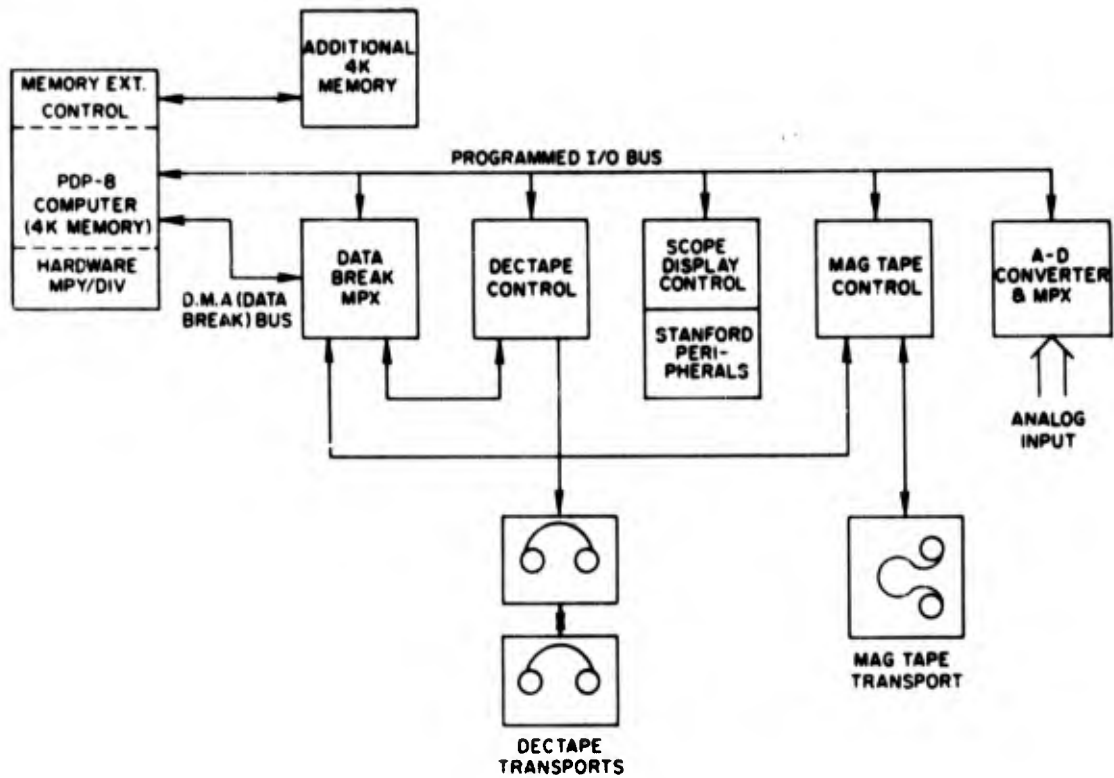 ADDITIONAL
4K
MEMORY
MEMORY EXT.
CONTROL
PROGRAMMED I/O BUS
PDP-8
COMPUTER
(4K MEMORY)
HARDWARE
MPY/DIV
D.M.A (DATA
BREAK) BUS
DATA
BREAK
MPX
DECTAPE
CONTROL
SCOPE
DISPLAY
CONTROL
STANFORD
PERI-
PHERALS
MAG TAPE
CONTROL
A-D
CONVERTER
& MPX
ANALOG
INPUT
MAG TAPE
TRANSPORT
DECTAPE
TRANSPORTS